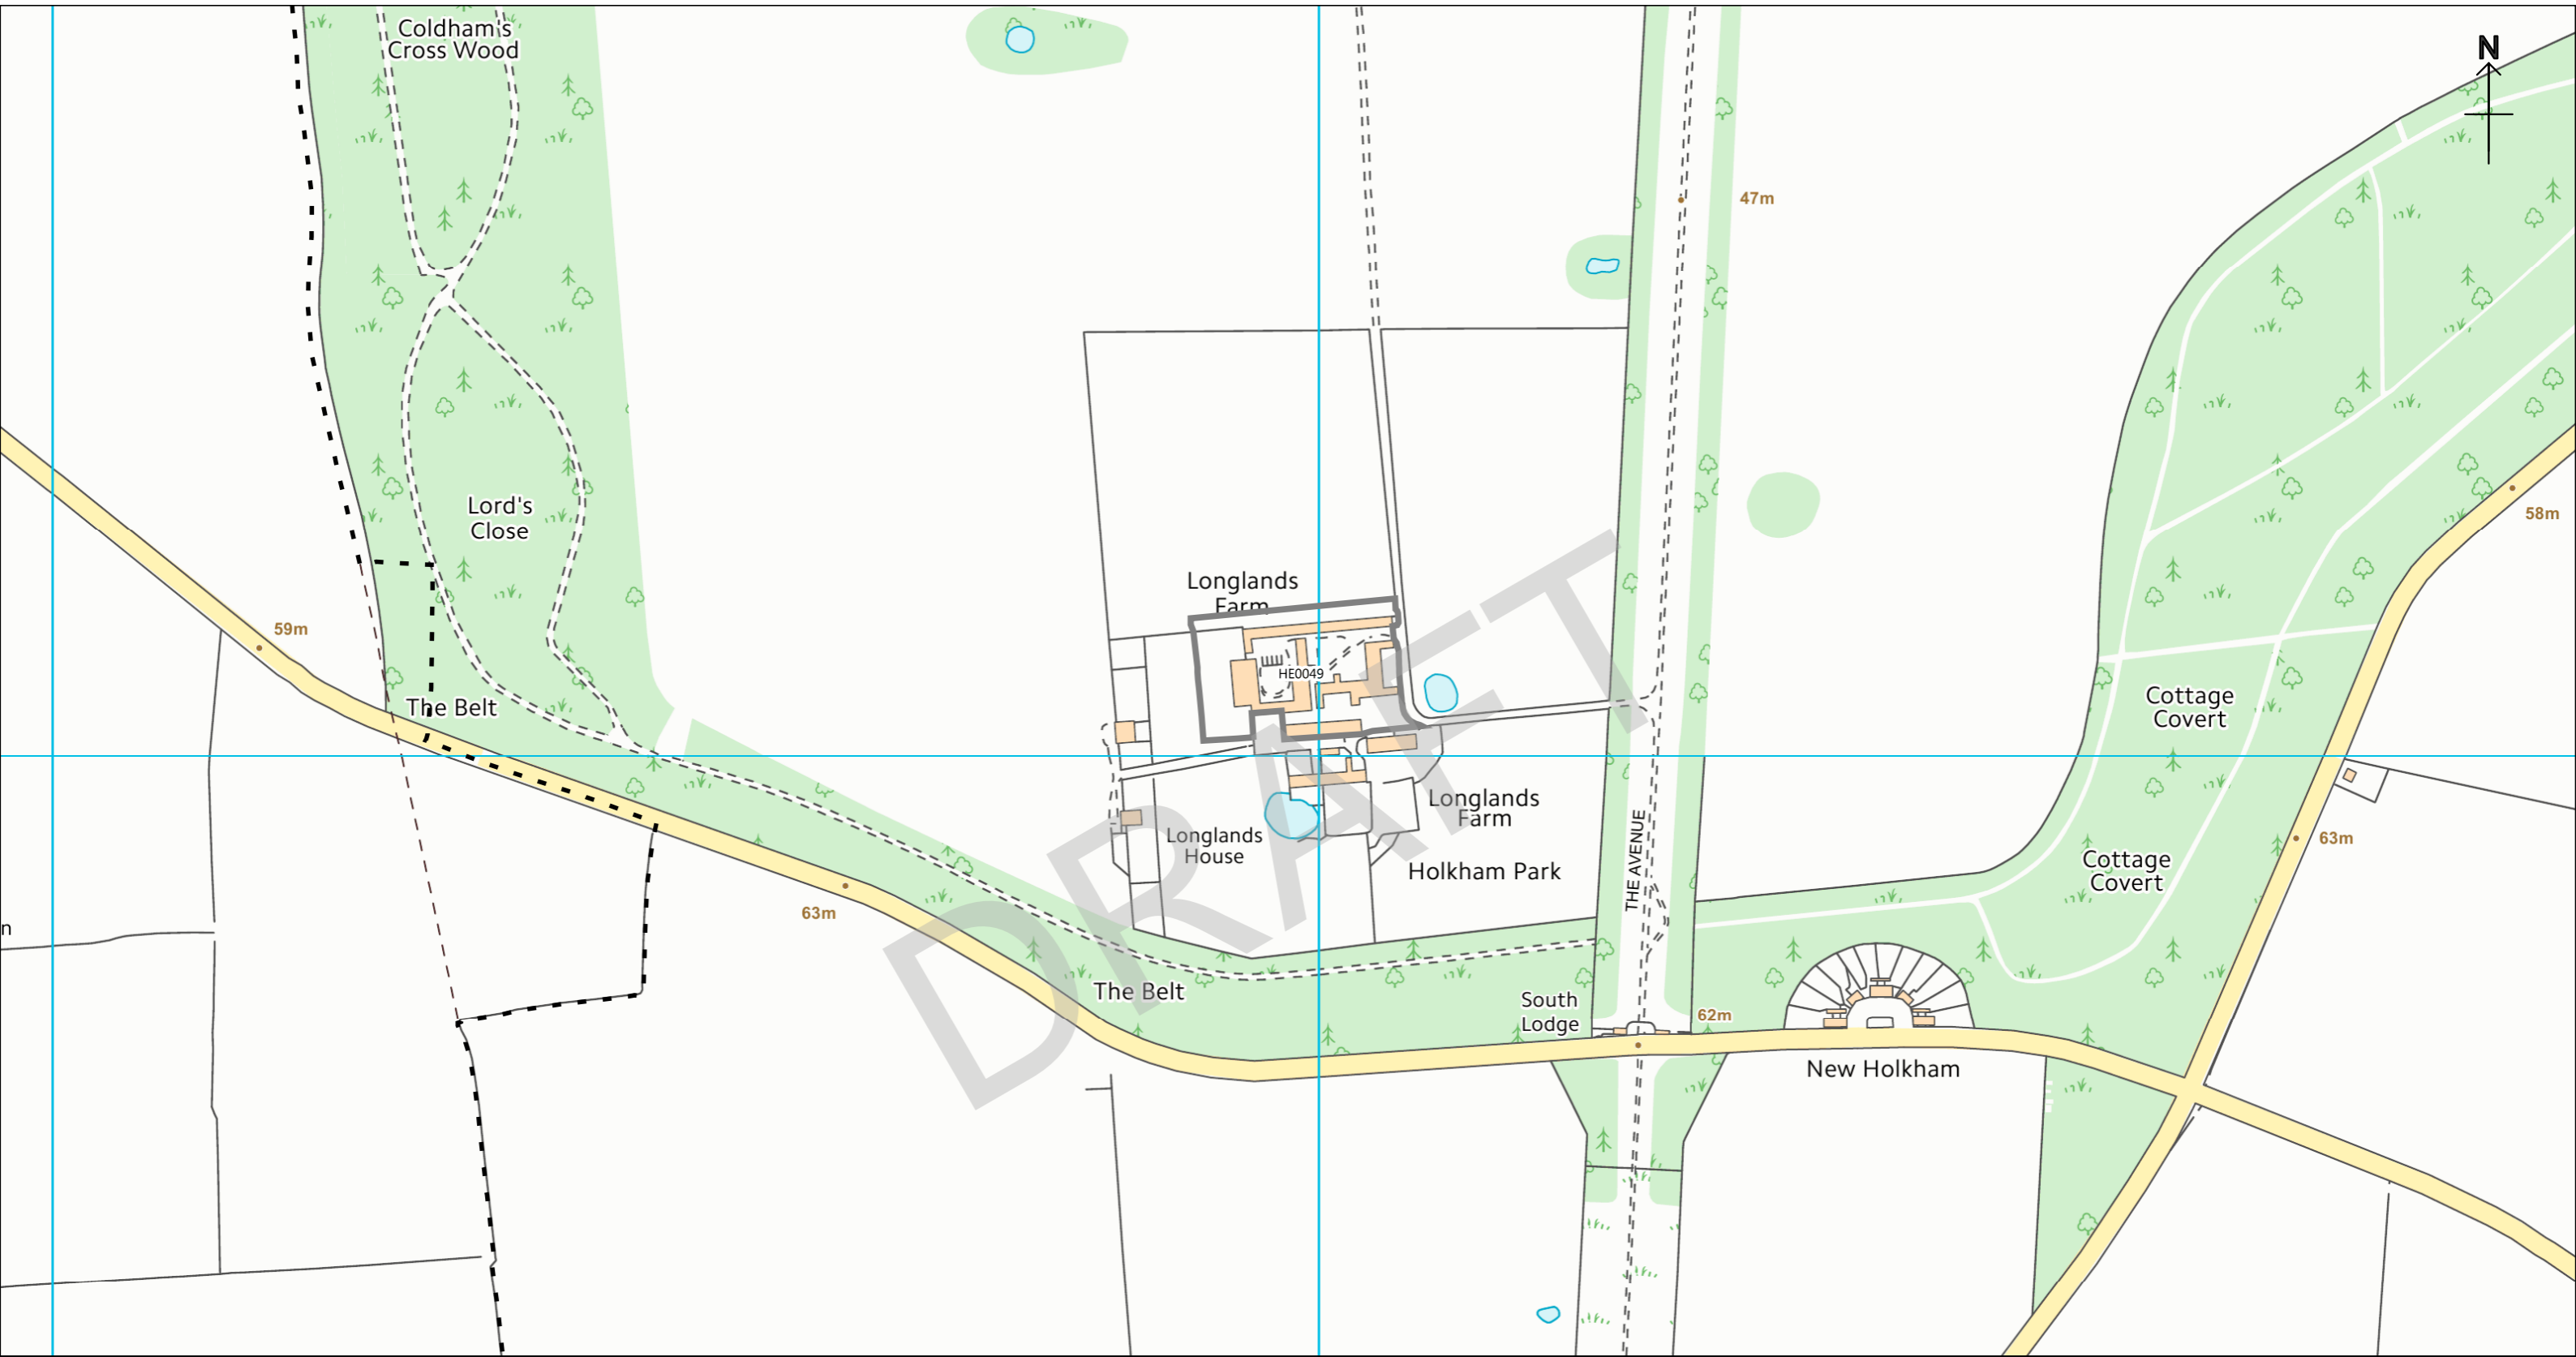 Coldham's
Cross Wood
N
47m
58m
Lord's
Close
Longlands
Farm
59m
HE0049
The Belt
Cottage
Covert
Longlands
Farm
Longlands
House
Holkham Park
THE AVENUE
63m
Cottage
Covert
63m
n
The Belt
South
Lodge
62m
New Holkham
DRAFT